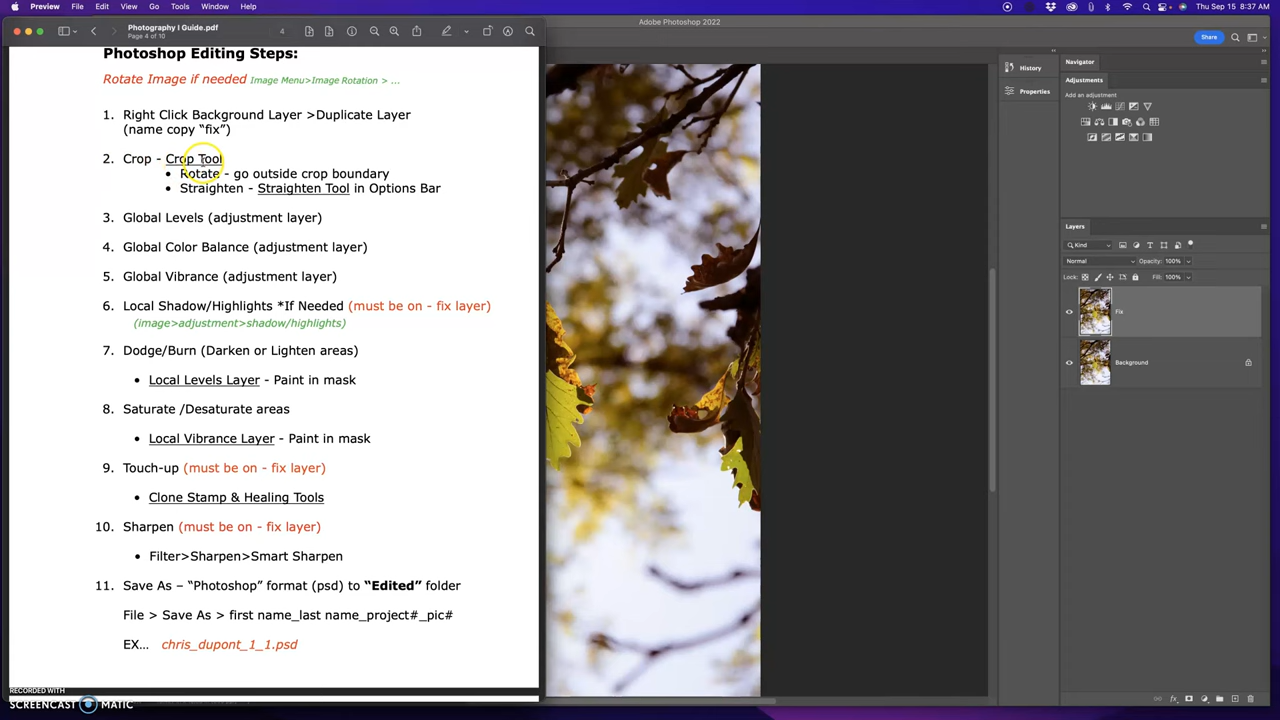 Preview File Edit View Go Tools Window Help
Thu Sep 15 8:37 AM
Photography I Guide.pdf
Page 4 of 10
4
Adobe Photoshop 2022
Share
Photoshop Editing Steps:
Rotate Image if needed Image Menu>Image Rotation > ...
1. Right Click Background Layer >Duplicate Layer
(name copy “fix”)
2. Crop - Crop Tool
• Rotate - go outside crop boundary
• Straighten - Straighten Tool in Options Bar
3. Global Levels (adjustment layer)
4. Global Color Balance (adjustment layer)
5. Global Vibrance (adjustment layer)
6. Local Shadow/Highlights *If Needed (must be on - fix layer)
(image>adjustment>shadow/highlights)
7. Dodge/Burn (Darken or Lighten areas)
• Local Levels Layer - Paint in mask
8. Saturate /Desaturate areas
• Local Vibrance Layer - Paint in mask
9. Touch-up (must be on - fix layer)
• Clone Stamp & Healing Tools
10. Sharpen (must be on - fix layer)
• Filter>Sharpen>Smart Sharpen
11. Save As – “Photoshop” format (psd) to “Edited” folder
File > Save As > first name_last name_project#_pic#
EX... chris_dupont_1_1.psd
History
Properties
Navigator
Adjustments
Add an adjustment
Layers
Kind
Normal Opacity: 100%
Lock: Fill: 100%
Fix
Background
fx
RECORDED WITH
SCREENCAST MATIC